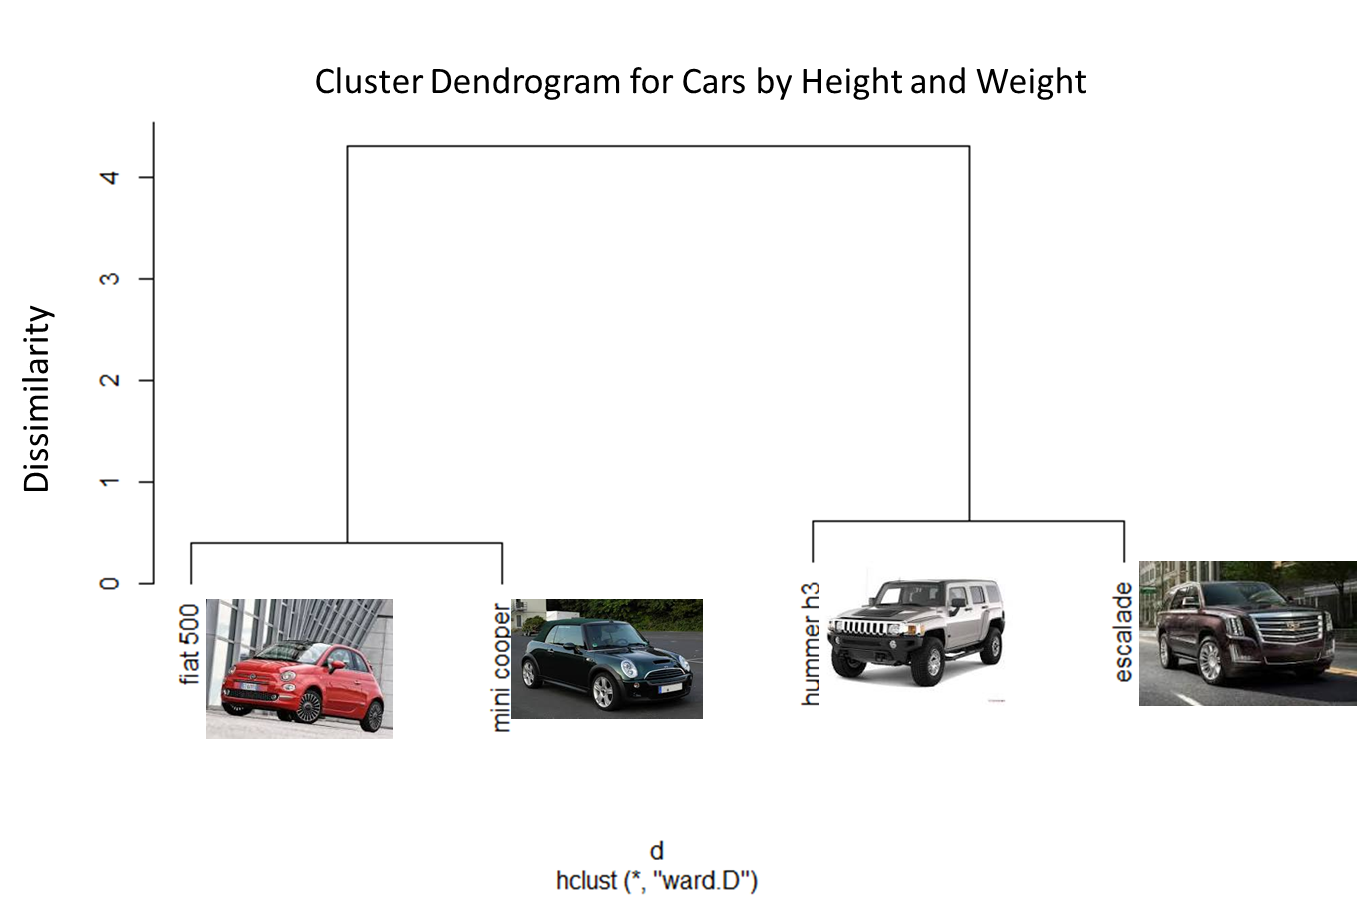 Cluster Dendrogram for Cars by Height and Weight
Dissimilarity
4
3
2
1
0
fiat 500
mini cooper
hummer h3
escalade
d
hclust (*, "ward.D")